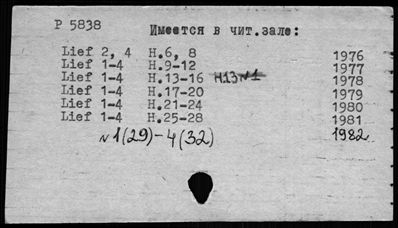 P 5838
Имеется в чит.зале:
Lief 2, 4 H.6, 8 1976
Lief 1-4 H.9-12 1977
Lief 1-4 H.13-16 H13№1 1978
Lief 1-4 H.17-20 1979
Lief 1-4 H.21-24 1980
Lief 1-4 H.25-28 1981
№1(29)-4(32) 1982